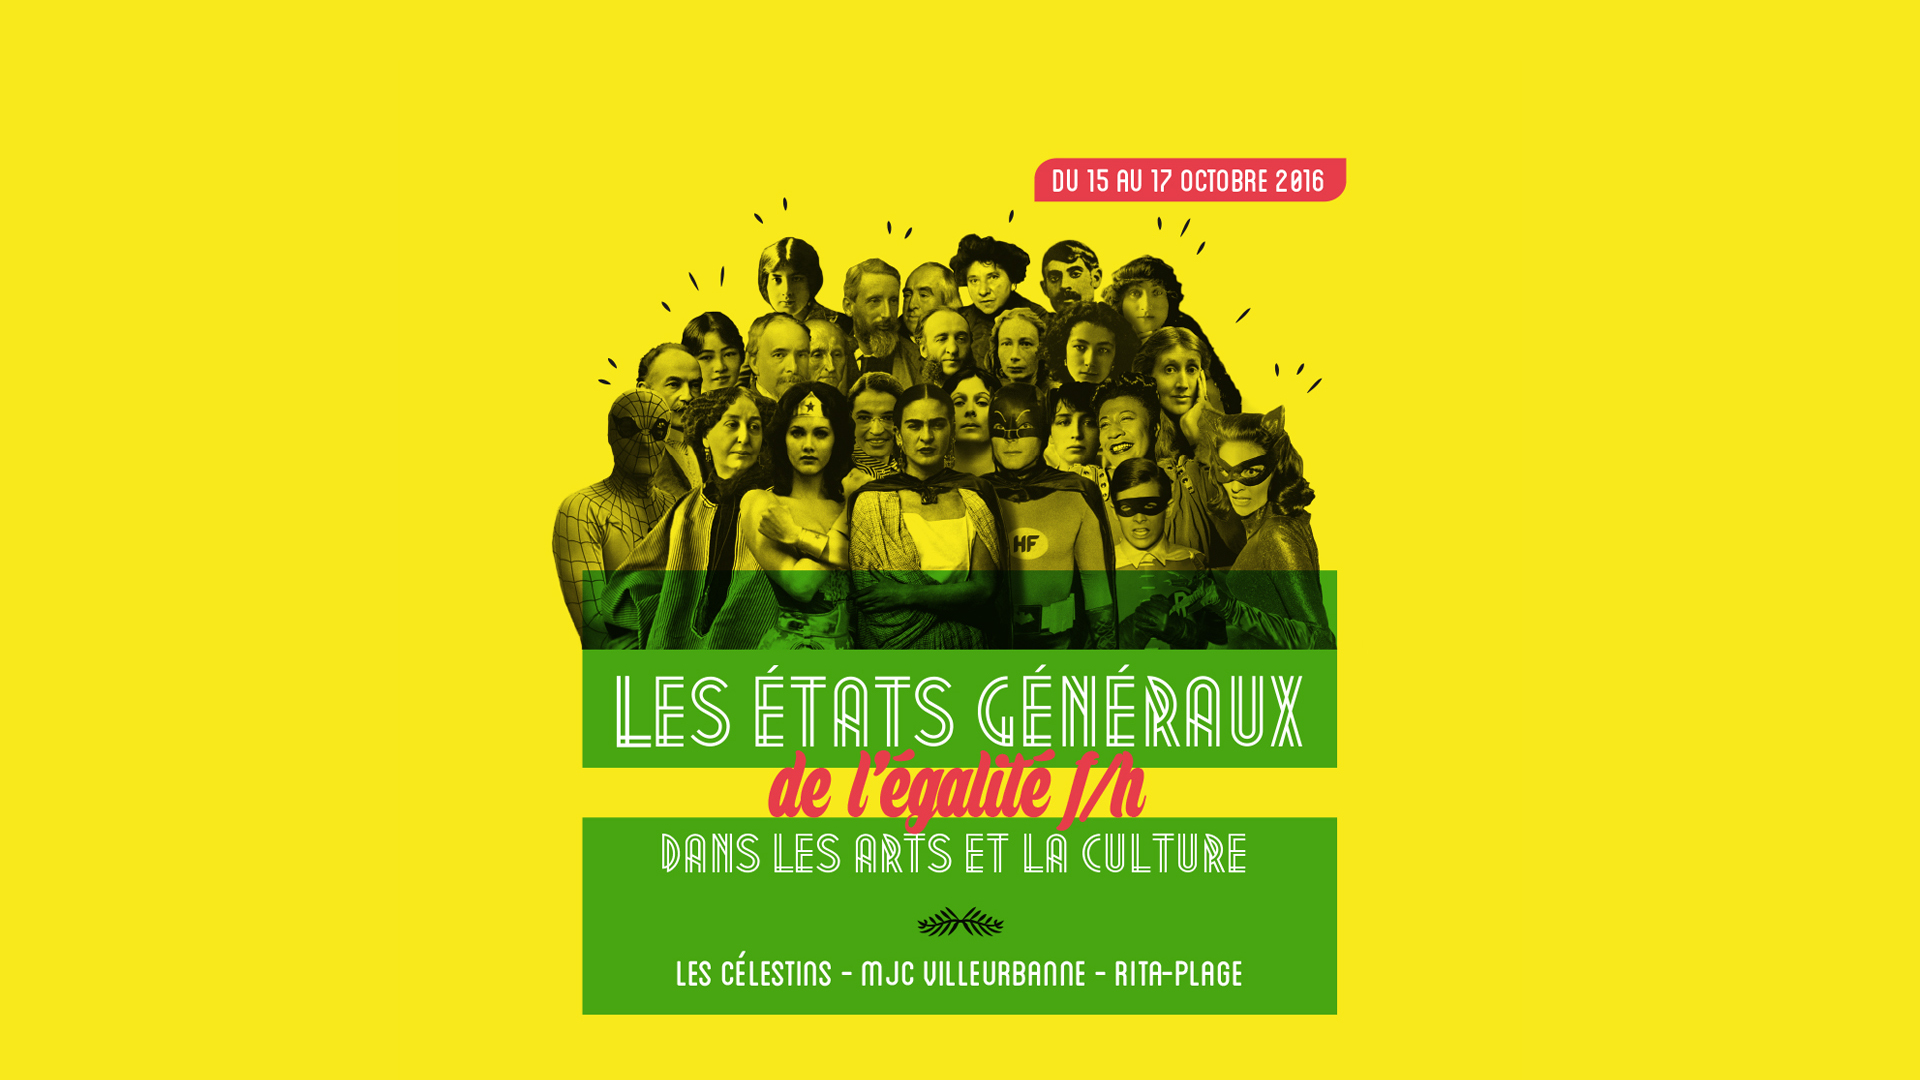 DU 15 AU 17 OCTOBRE 2016
HF
R
LES ÉTATS GÉNÉRAUX
de l'égalité f/h
DANS LES ARTS ET LA CULTURE
LES CÉLESTINS - MJC VILLEURBANNE - RITA-PLAGE